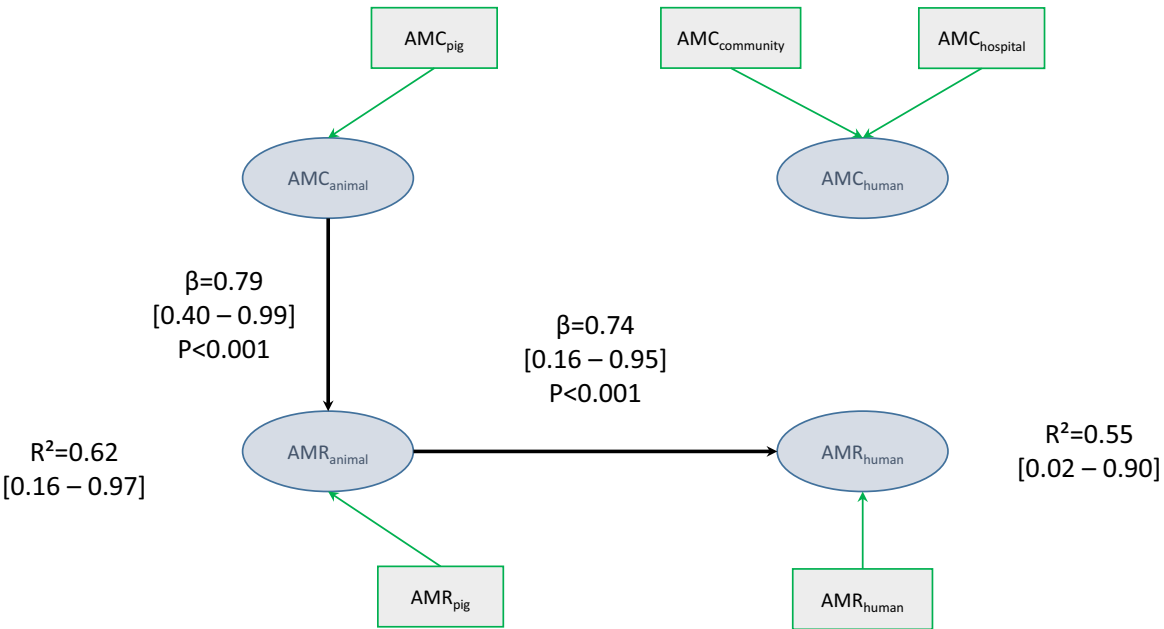 AMCpig
AMCcommunity
AMChospital
AMCanimal
AMChuman
β=0.79
[0.40 – 0.99]
P<0.001
β=0.74
[0.16 – 0.95]
P<0.001
R²=0.62
[0.16 – 0.97]
AMRanimal
AMRhuman
R²=0.55
[0.02 – 0.90]
AMRpig
AMRhuman